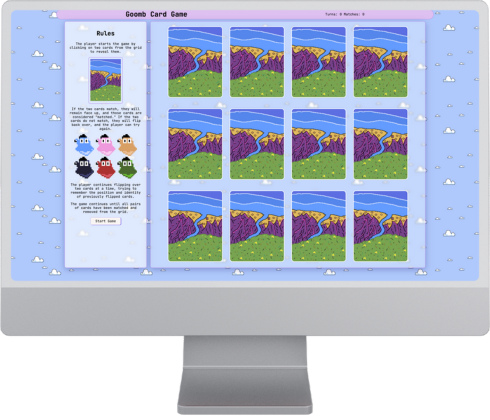 Goomb Card Game
Turns: 0 Matches: 0
Rules
The player starts the game by
clicking on two cards from the grid
to reveal them.
If the two cards match, they will
remain face up, and those cards are
considered "matched." If the two
cards do not match, they will flip
back over, and the player can try
again.
The player continues flipping over
two cards at a time, trying to
remember the position and identity
of previously flipped cards.
The game continues until all pairs
of cards have been matched and
removed from the grid.
Start Game